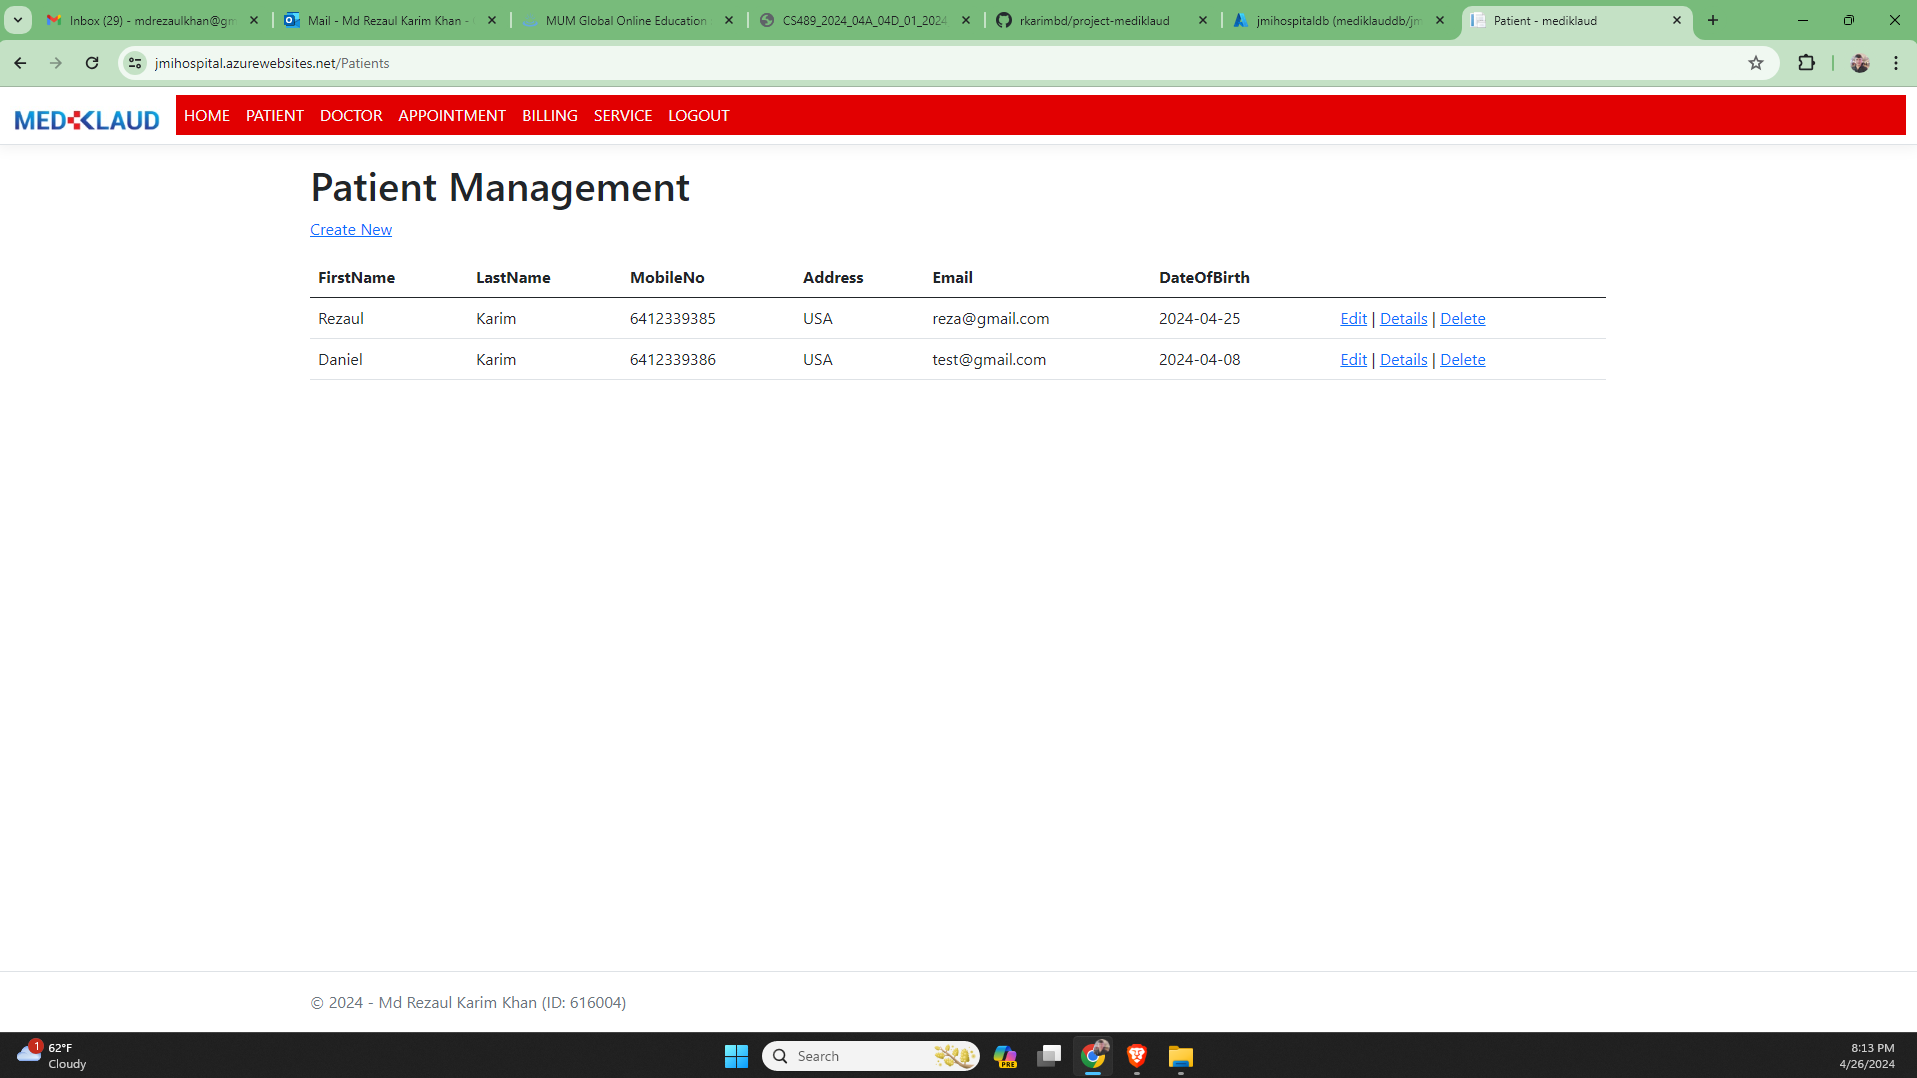 Inbox (29) - mdrezaulkhan@gm
Mail - Md Rezaul Karim Khan -
MUM Global Online Education
CS489_2024_04A_04D_01_2024
rkarimbd/project-mediklaud
jmihospitaldb (mediklauddb/jm
Patient - mediklaud
jmihospital.azurewebsites.net/Patients
MEDIKLAUD HOME PATIENT DOCTOR APPOINTMENT BILLING SERVICE LOGOUT
Patient Management
Create New
FirstName LastName MobileNo Address Email DateOfBirth
Rezaul Karim 6412339385 USA reza@gmail.com 2024-04-25 Edit | Details | Delete
Daniel Karim 6412339386 USA test@gmail.com 2024-04-08 Edit | Details | Delete
© 2024 - Md Rezaul Karim Khan (ID: 616004)
1
62°F
Cloudy
Search
PRE
8:13 PM
4/26/2024